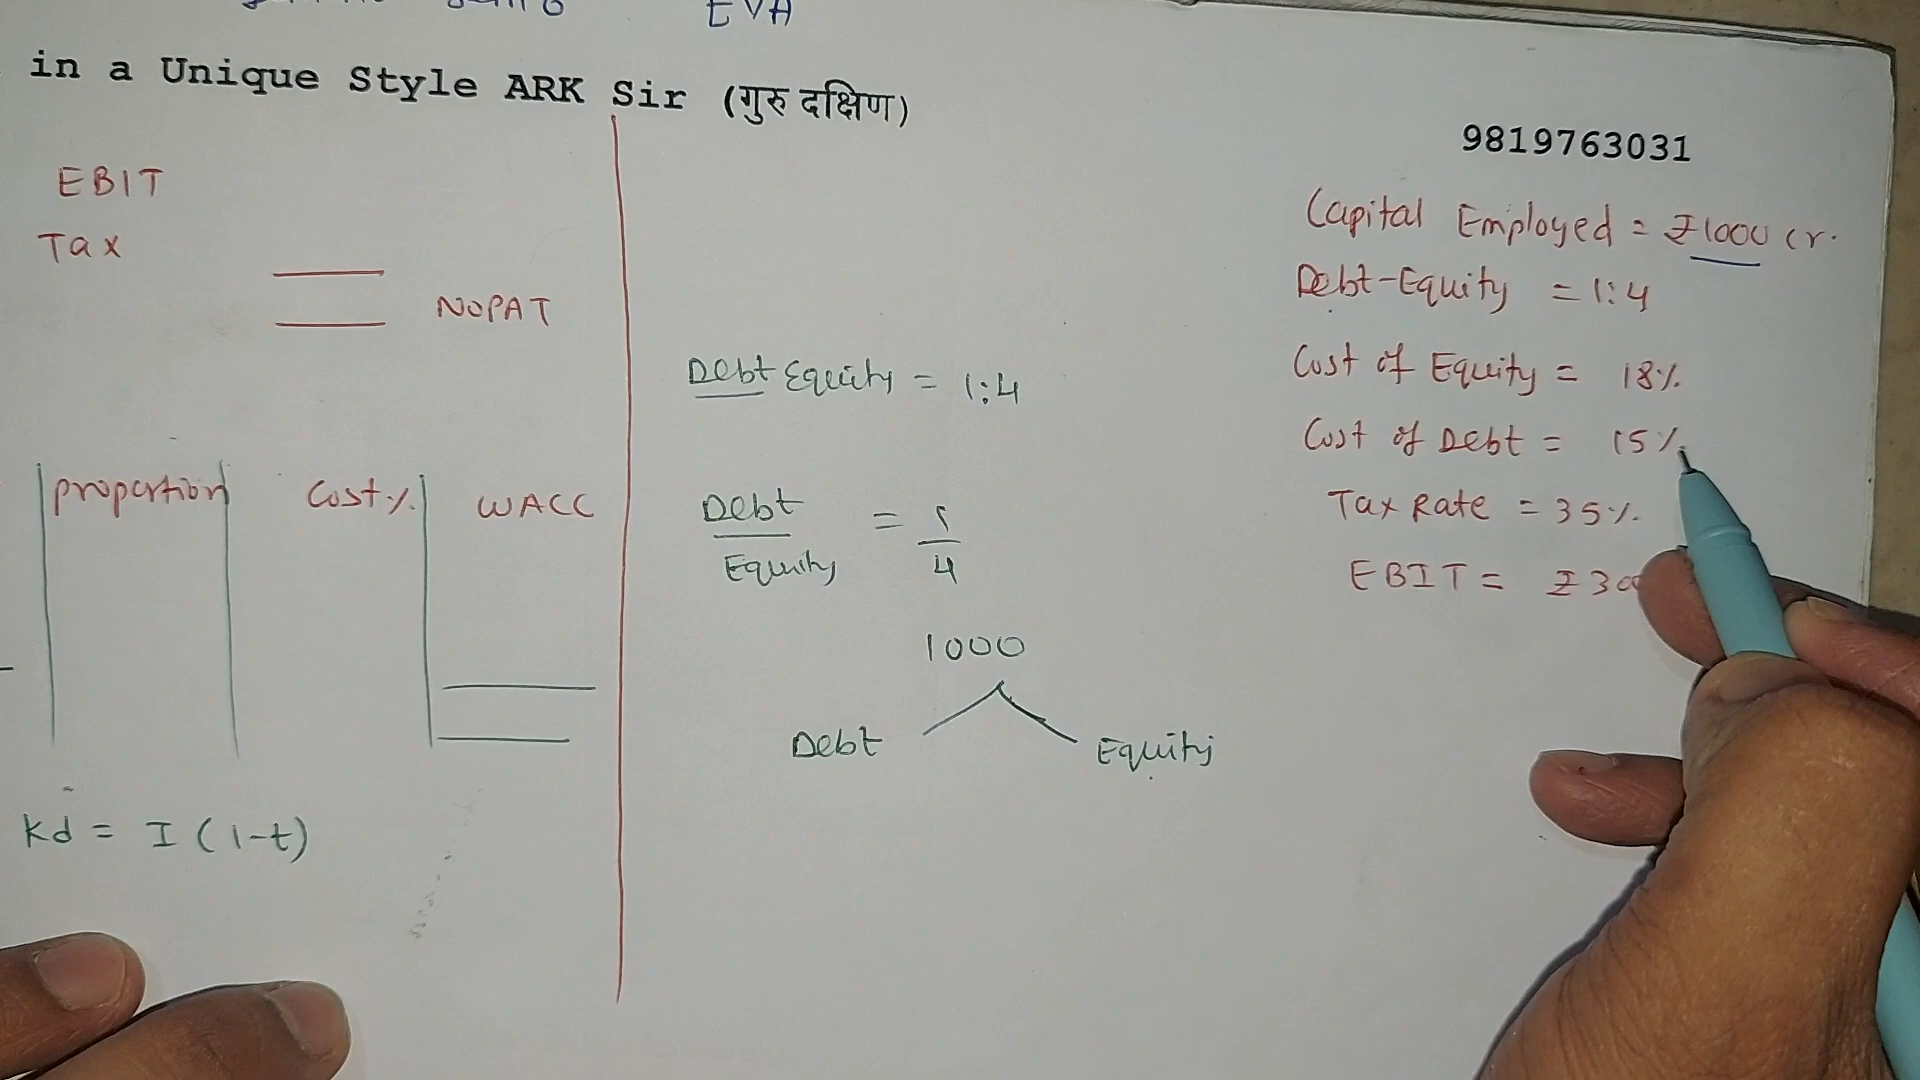 EVA
in a Unique Style ARK Sir (गुरु दक्षिण)
9819763031
EBIT
Tax
NOPAT
proportion Cost% WACC
Kd = I (1-t)
Debt Equity = 1:4
Debt = 1
Equity 4
1000
Debt Equity
Capital Employed = ₹1000 cr.
Debt-Equity = 1:4
Cost of Equity = 18%
Cost of Debt = 15%
Tax Rate = 35%
EBIT = ₹30